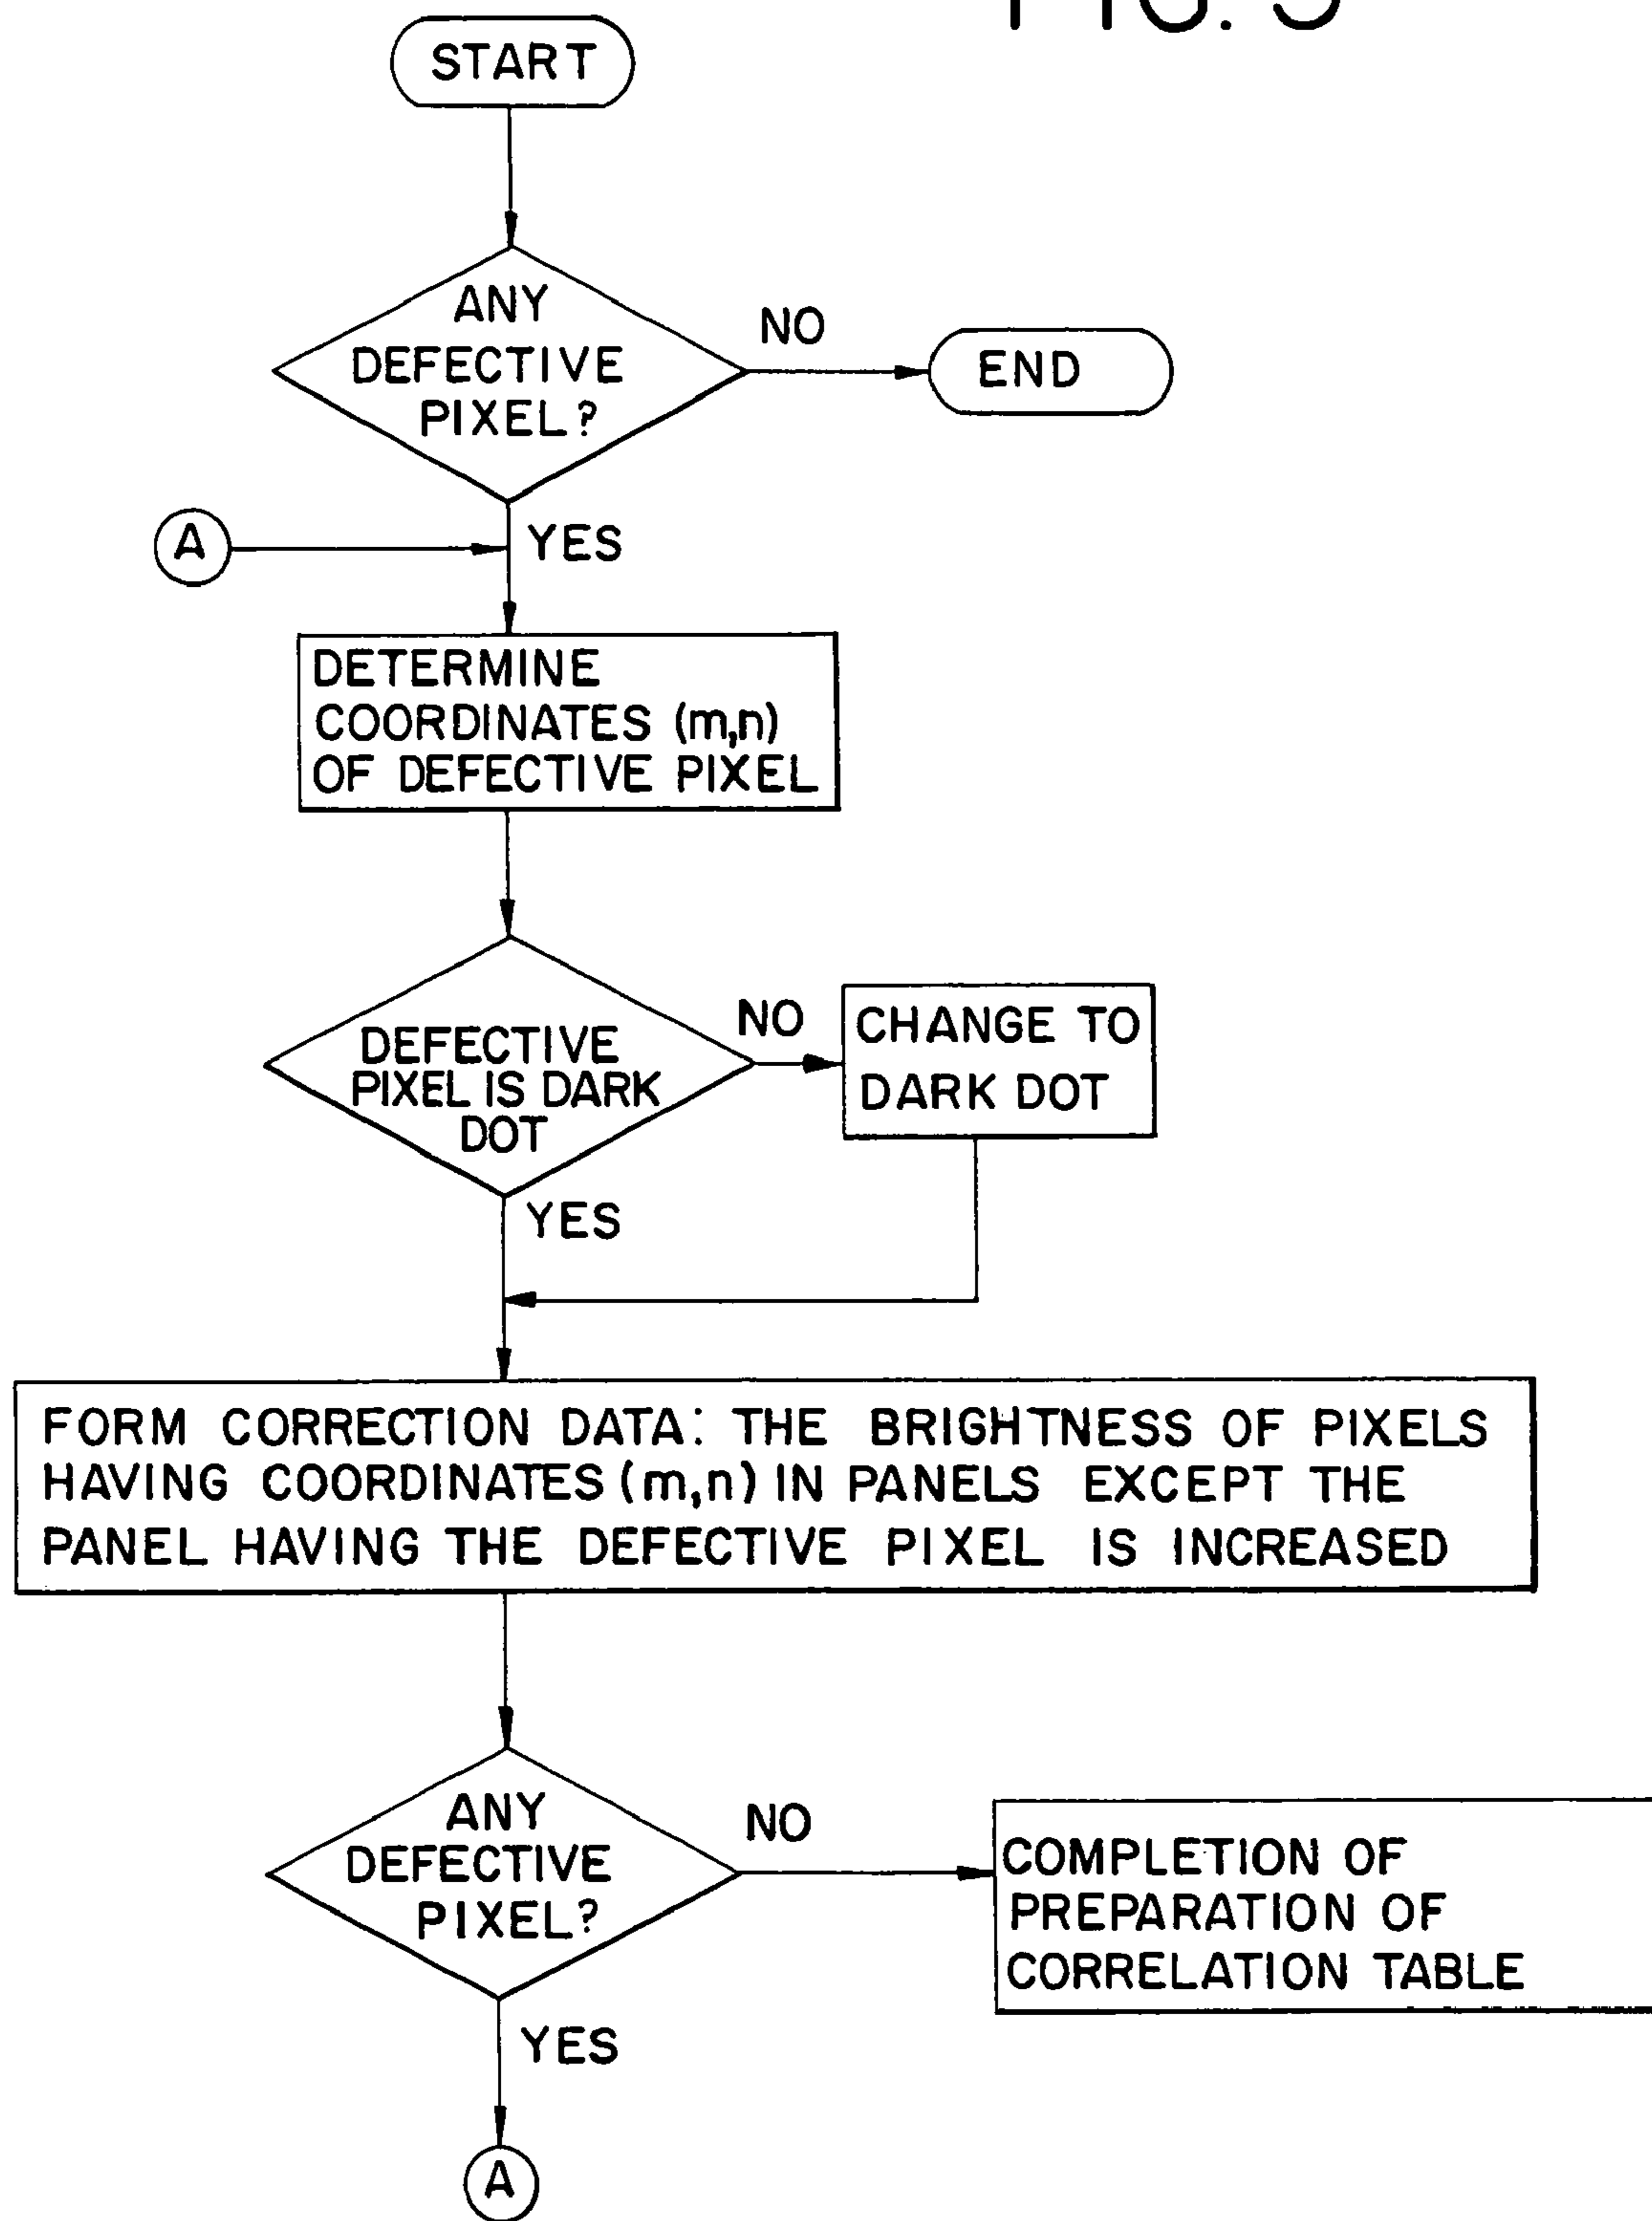 START
ANY
DEFECTIVE
PIXEL?
NO
END
A
YES
DETERMINE
COORDINATES (m,n)
OF DEFECTIVE PIXEL
DEFECTIVE
PIXEL IS DARK
DOT
NO
CHANGE TO
DARK DOT
YES
FORM CORRECTION DATA: THE BRIGHTNESS OF PIXELS
HAVING COORDINATES (m,n) IN PANELS EXCEPT THE
PANEL HAVING THE DEFECTIVE PIXEL IS INCREASED
ANY
DEFECTIVE
PIXEL?
NO
COMPLETION OF
PREPARATION OF
CORRELATION TABLE
YES
A